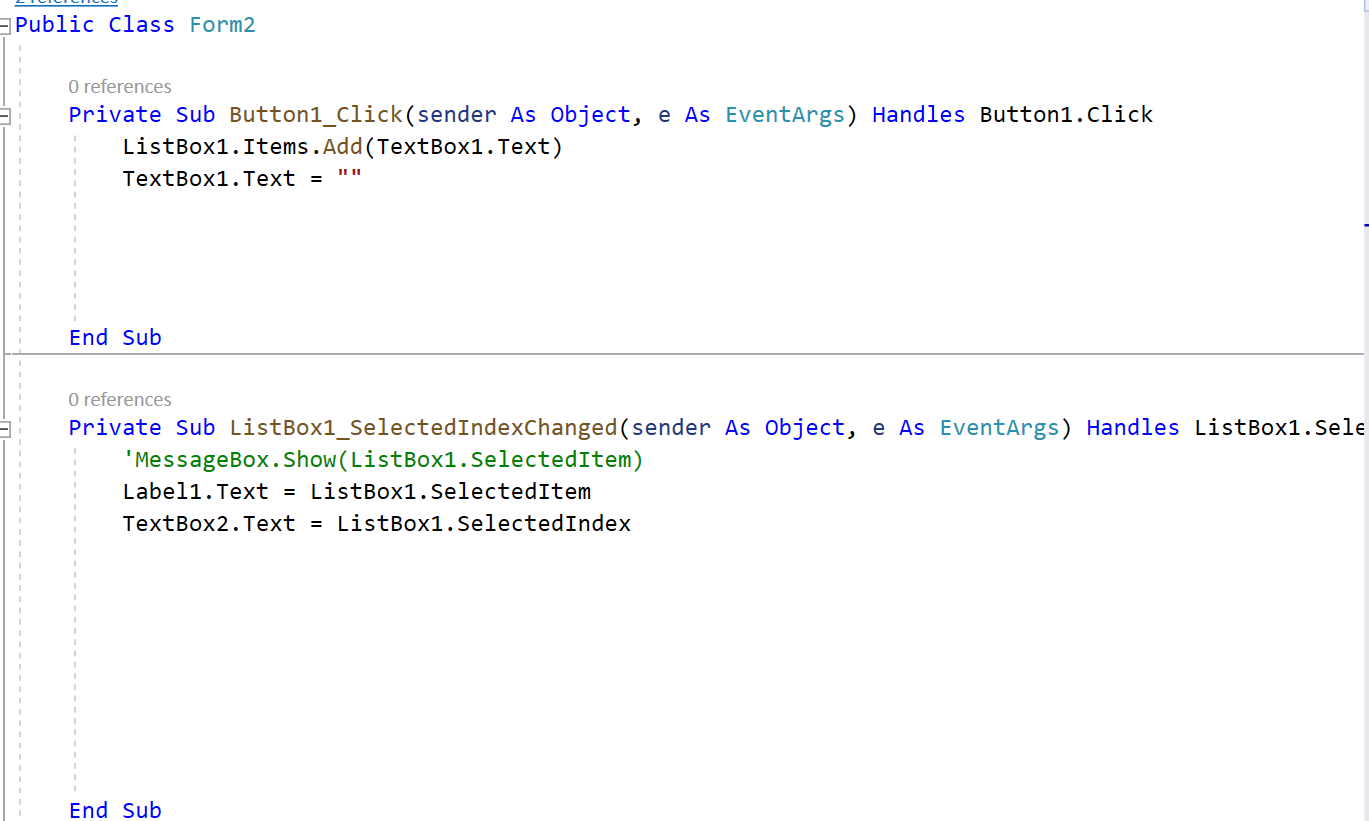 2 references
Public Class Form2
0 references
Private Sub Button1_Click(sender As Object, e As EventArgs) Handles Button1.Click
ListBox1.Items.Add(TextBox1.Text)
TextBox1.Text = ""
End Sub
0 references
Private Sub ListBox1_SelectedIndexChanged(sender As Object, e As EventArgs) Handles ListBox1.Sele
'MessageBox.Show(ListBox1.SelectedItem)
Label1.Text = ListBox1.SelectedItem
TextBox2.Text = ListBox1.SelectedIndex
End Sub